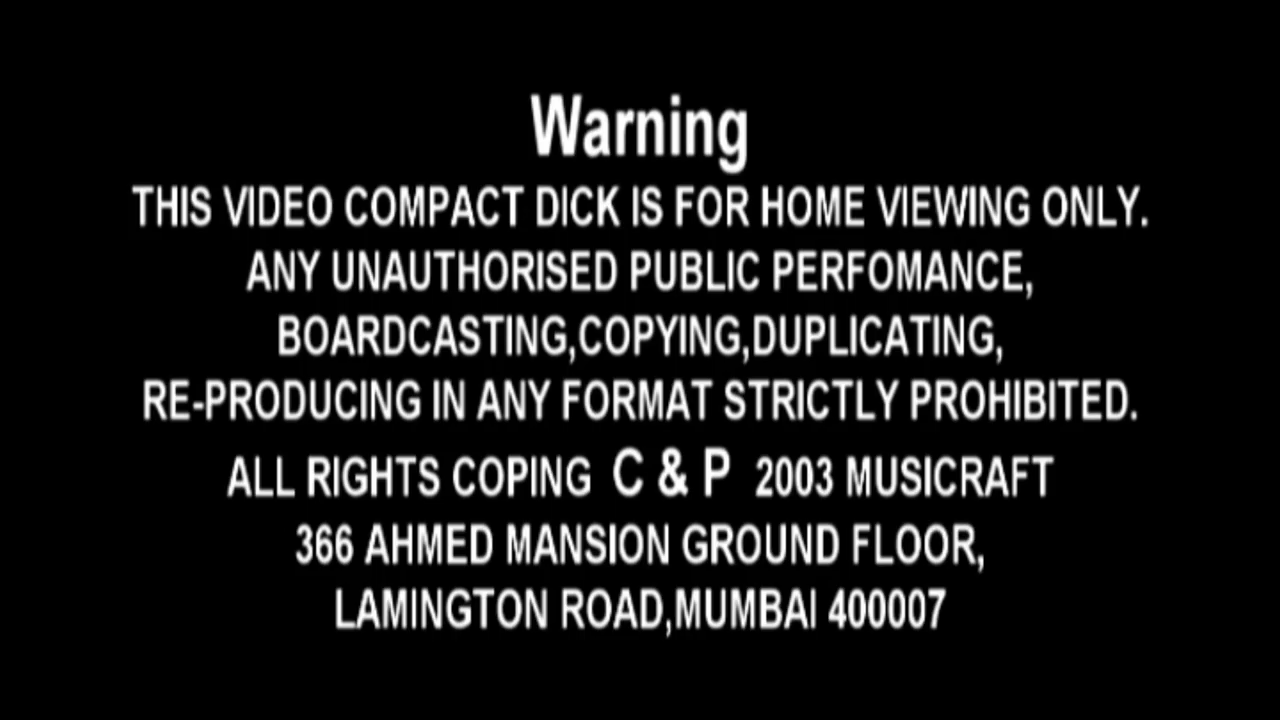 Warning
THIS VIDEO COMPACT DICK IS FOR HOME VIEWING ONLY.
ANY UNAUTHORISED PUBLIC PERFOMANCE,
BOARDCASTING,COPYING,DUPLICATING,
RE-PRODUCING IN ANY FORMAT STRICTLY PROHIBITED.
ALL RIGHTS COPING C & P 2003 MUSICRAFT
366 AHMED MANSION GROUND FLOOR,
LAMINGTON ROAD,MUMBAI 400007